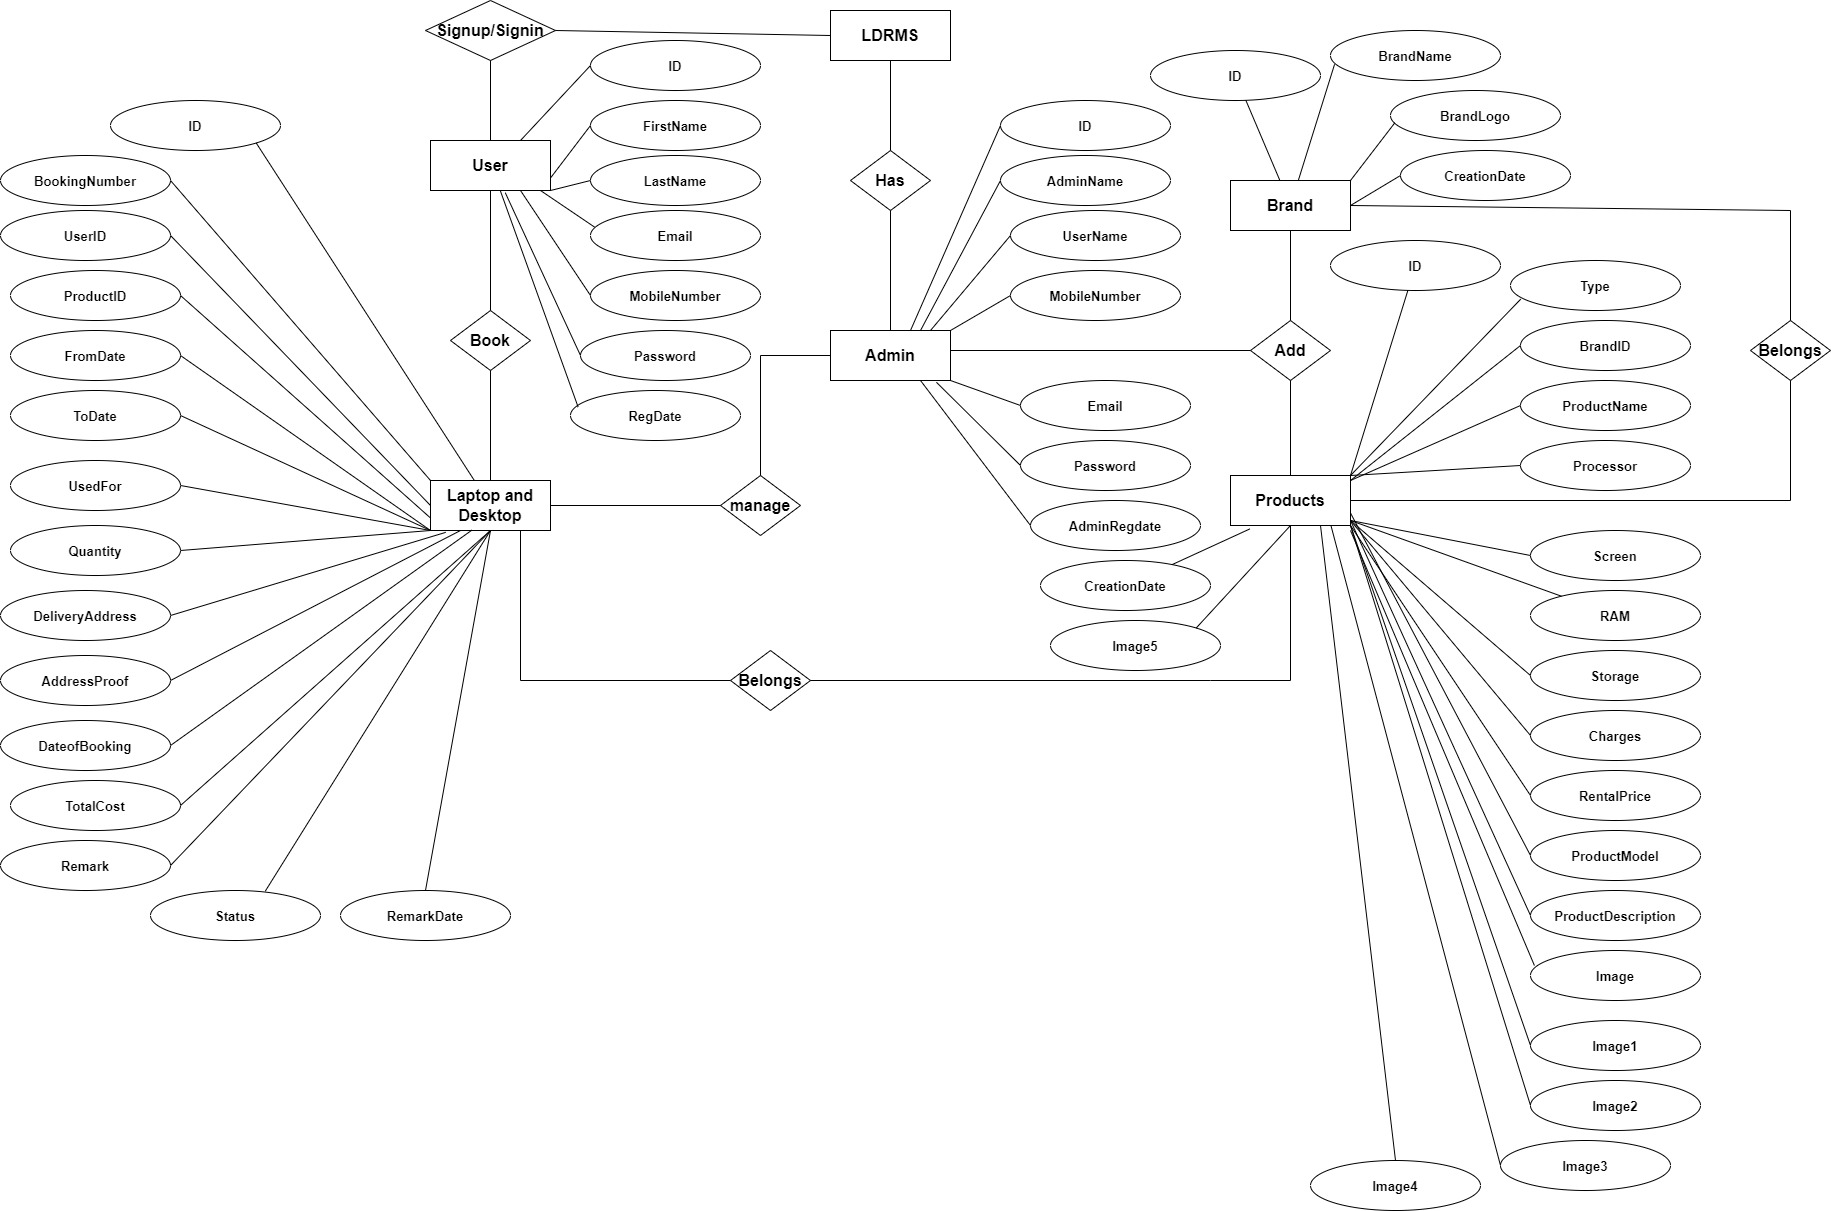 Signup/Signin
LDRMS
ID
BrandName
ID
ID
FirstName
ID
BrandLogo
User
BookingNumber
LastName
Has
AdminName
CreationDate
Brand
UserID
Email
UserName
ProductID
MobileNumber
MobileNumber
ID
Type
FromDate
Book
Password
Admin
Add
BrandID
Belongs
ToDate
RegDate
Email
ProductName
UsedFor
Laptop and
Desktop
manage
Password
Products
Processor
Quantity
AdminRegdate
Screen
DeliveryAddress
CreationDate
RAM
AddressProof
Belongs
Image5
Storage
DateofBooking
Charges
TotalCost
RentalPrice
Remark
ProductModel
Status
RemarkDate
ProductDescription
Image
Image1
Image2
Image3
Image4